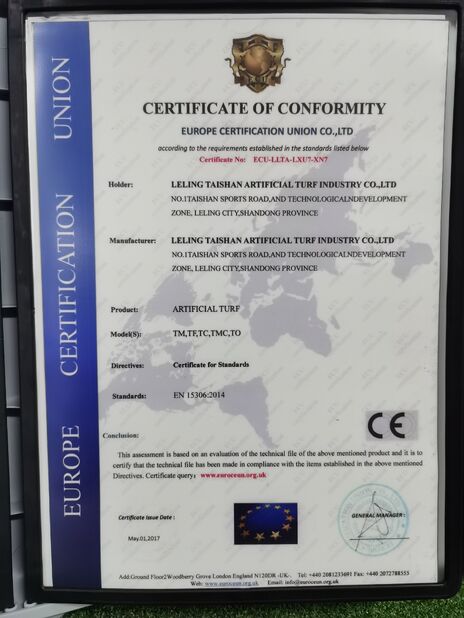 EUROPE CERTIFICATION UNION
CERTIFICATE OF CONFORMITY
EUROPE CERTIFICATION UNION CO.,LTD
according to the requirements established in the standards listed below
Certificate No: ECU-LLTA-LXU7-XN7
Holder: LELING TAISHAN ARTIFICIAL TURF INDUSTRY CO.,LTD
NO.1TAISHAN SPORTS ROAD,AND TECHNOLOGICALNDEVELOPMENT
ZONE, LELING CITY,SHANDONG PROVINCE
Manufacturer: LELING TAISHAN ARTIFICIAL TURF INDUSTRY CO.,LTD
NO.1TAISHAN SPORTS ROAD,AND TECHNOLOGICALNDEVELOPMENT
ZONE, LELING CITY,SHANDONG PROVINCE
Product: ARTIFICIAL TURF
Model(S): TM,TF,TC,TMC,TO
Directives: Certificate for Standards
Standards: EN 15306:2014
CE
Conclusion:
This assessment is based on an evaluation of the technical file of the above mentioned product and it is to
certify that the technical file has been made in compliance with the items established in the above mentioned
Directives. Certificate query: www.euroceun.org.uk
Certificate Issue Date :
GENERAL MANAGER :
May.01,2017
Add:Ground Floor2Woodberry Grove London England N120DR -UK-. Tel: +440 2081233691 Fax: +440 2072788555
Web: www.euroceun.org.uk Email: info@euroceun.org.uk